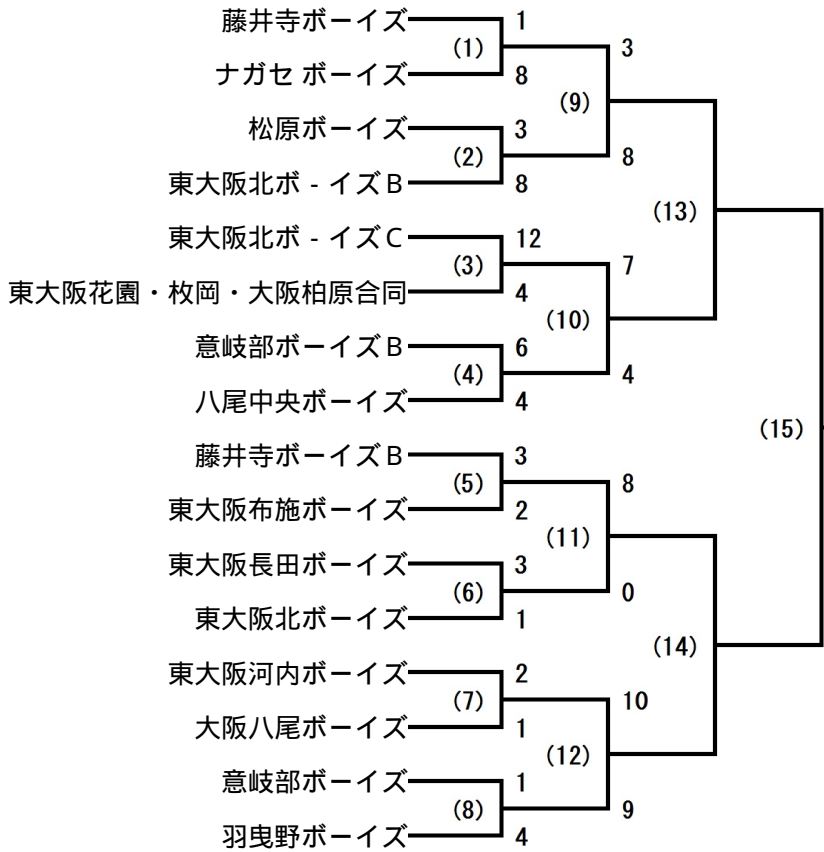 藤井寺ボーイズ 1
(1) 3
ナガセ ボーイズ 8
(9)
松原ボーイズ 3
(2) 8
東大阪北ボ - イズB 8
(13)
東大阪北ボ - イズC 12
(3) 7
東大阪花園・枚岡・大阪柏原合同 4
(10)
意岐部ボーイズB 6
(4) 4
八尾中央ボーイズ 4
(15)
藤井寺ボーイズB 3
(5) 8
東大阪布施ボーイズ 2
(11)
東大阪長田ボーイズ 3
(6) 0
東大阪北ボーイズ 1
(14)
東大阪河内ボーイズ 2
(7) 10
大阪八尾ボーイズ 1
(12)
意岐部ボーイズ 1
(8) 9
羽曳野ボーイズ 4